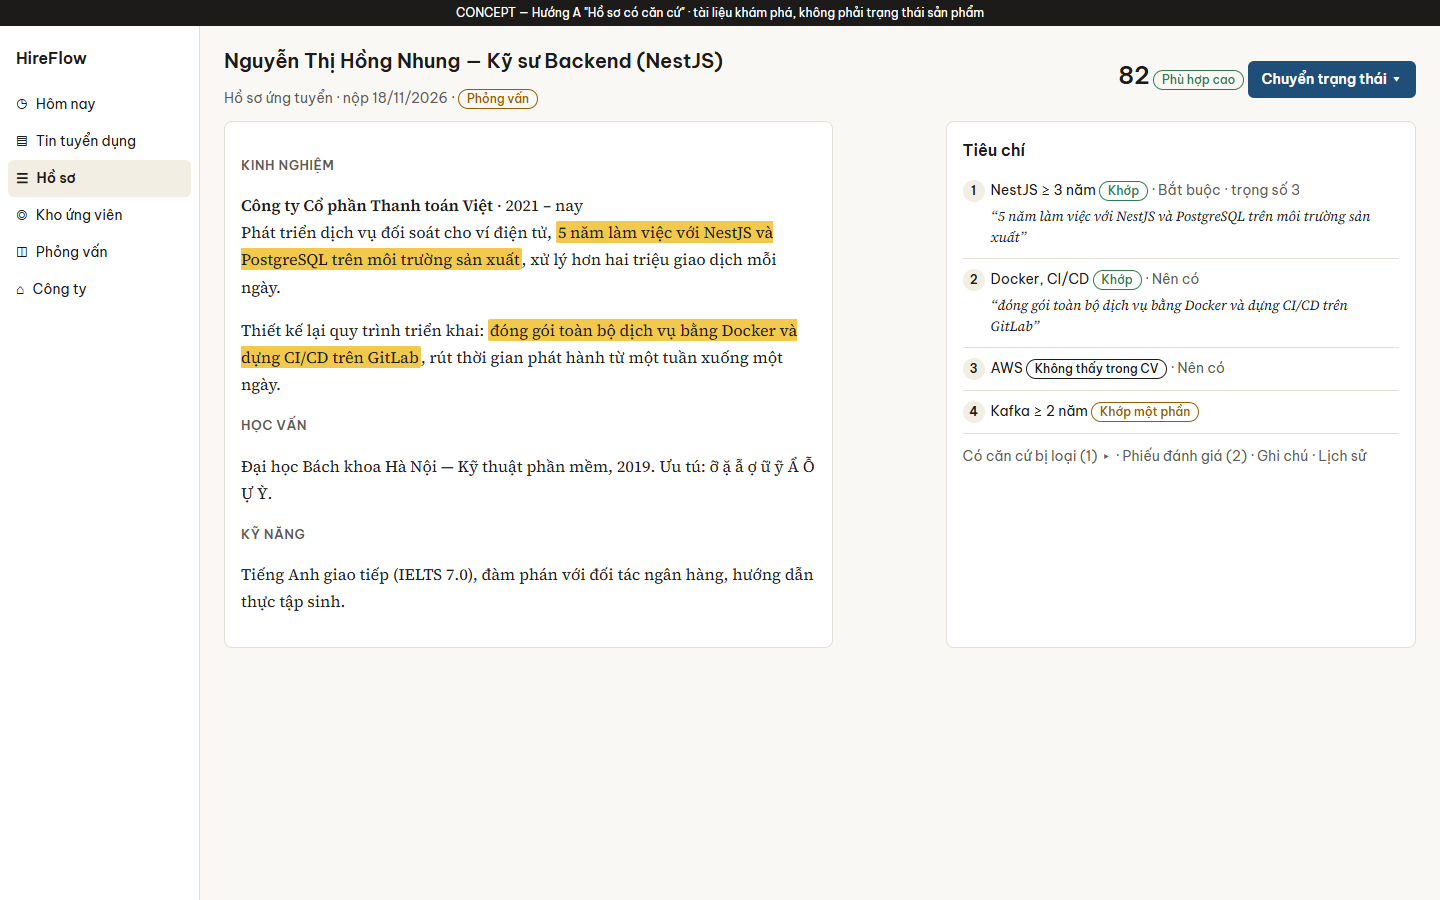 CONCEPT — Hướng A "Hồ sơ có căn cứ" · tài liệu khám phá, không phải trạng thái sản phẩm
HireFlow
Hôm nay
Tin tuyển dụng
Hồ sơ
Kho ứng viên
Phỏng vấn
Công ty
Nguyễn Thị Hồng Nhung — Kỹ sư Backend (NestJS)
Hồ sơ ứng tuyển · nộp 18/11/2026 · Phỏng vấn
82 Phù hợp cao Chuyển trạng thái
KINH NGHIỆM
Công ty Cổ phần Thanh toán Việt · 2021 – nay
Phát triển dịch vụ đối soát cho ví điện tử, 5 năm làm việc với NestJS và
PostgreSQL trên môi trường sản xuất, xử lý hơn hai triệu giao dịch mỗi
ngày.
Thiết kế lại quy trình triển khai: đóng gói toàn bộ dịch vụ bằng Docker và
dựng CI/CD trên GitLab, rút thời gian phát hành từ một tuần xuống một
ngày.
HỌC VẤN
Đại học Bách khoa Hà Nội — Kỹ thuật phần mềm, 2019. Ưu tú: ỡ ặ ẫ ợ ữ ỹ Ẩ Ỗ
Ự Ỳ.
KỸ NĂNG
Tiếng Anh giao tiếp (IELTS 7.0), đàm phán với đối tác ngân hàng, hướng dẫn
thực tập sinh.
Tiêu chí
1 NestJS ≥ 3 năm Khớp · Bắt buộc · trọng số 3
“5 năm làm việc với NestJS và PostgreSQL trên môi trường sản
xuất”
2 Docker, CI/CD Khớp · Nên có
“đóng gói toàn bộ dịch vụ bằng Docker và dựng CI/CD trên
GitLab”
3 AWS Không thấy trong CV · Nên có
4 Kafka ≥ 2 năm Khớp một phần
Có căn cứ bị loại (1) ▸ · Phiếu đánh giá (2) · Ghi chú · Lịch sử